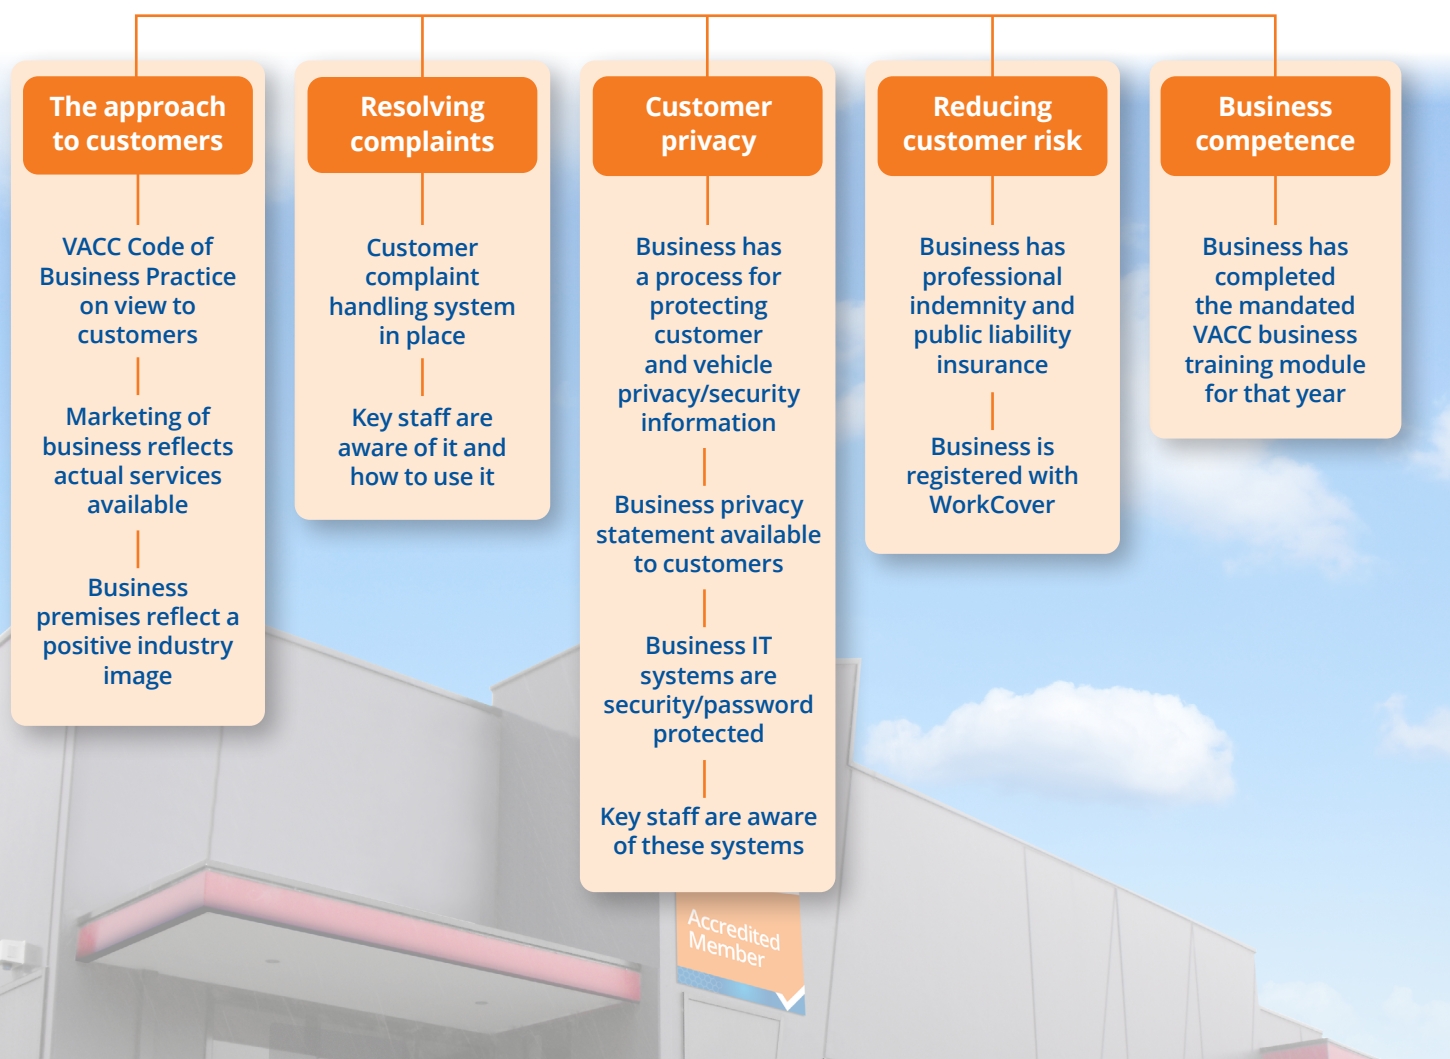 The approach
to customers
VACC Code of
Business Practice
on view to
customers
Marketing of
business reflects
actual services
available
Business
premises reflect a
positive industry
image
Resolving
complaints
Customer
complaint
handling system
in place
Key staff are
aware of it and
how to use it
Customer
privacy
Business has
a process for
protecting
customer
and vehicle
privacy/security
information
Business privacy
statement available
to customers
Business IT
systems are
security/password
protected
Key staff are aware
of these systems
Reducing
customer risk
Business has
professional
indemnity and
public liability
insurance
Business is
registered with
WorkCover
Business
competence
Business has
completed
the mandated
VACC business
training module
for that year
Accredited
Member